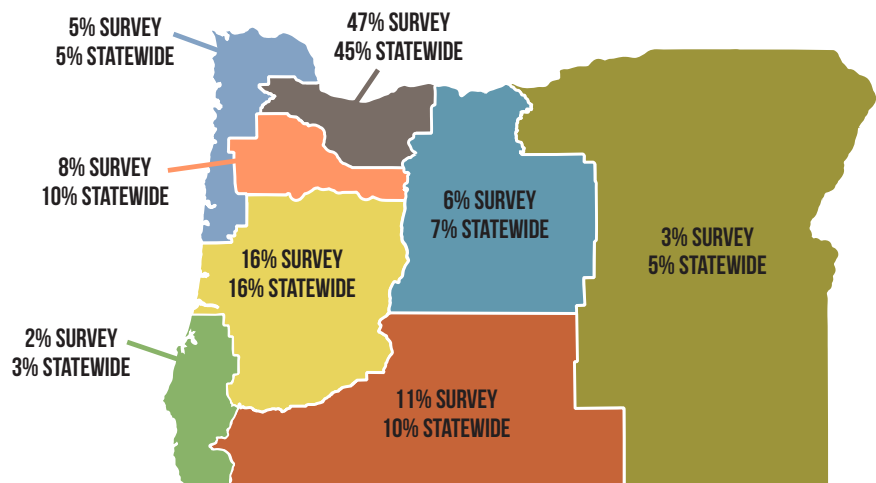 5% SURVEY
5% STATEWIDE
47% SURVEY
45% STATEWIDE
8% SURVEY
10% STATEWIDE
6% SURVEY
7% STATEWIDE
3% SURVEY
5% STATEWIDE
16% SURVEY
16% STATEWIDE
2% SURVEY
3% STATEWIDE
11% SURVEY
10% STATEWIDE